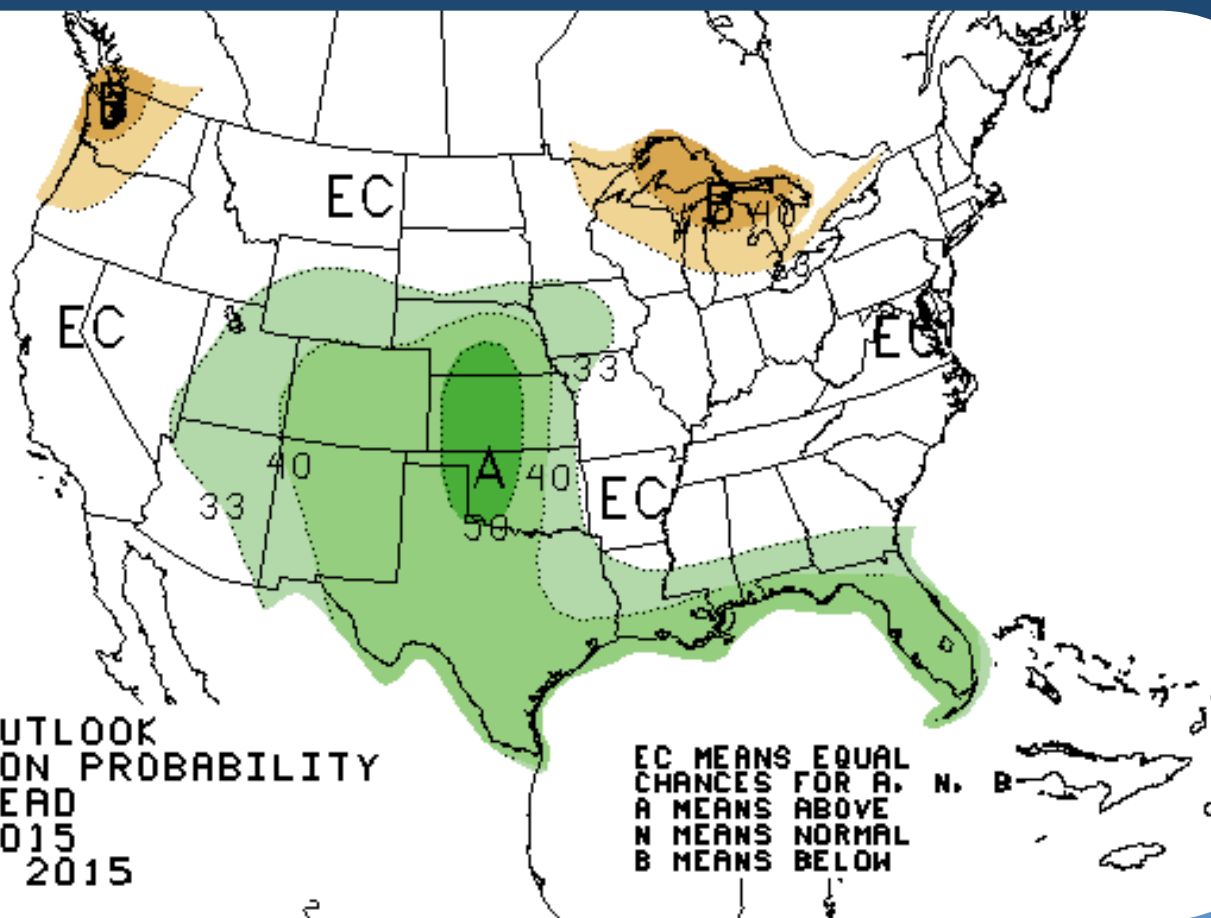 B
EC
B 40
33
EC
EC
33
40
A
40
33
EC
50
UTLOOK
ON PROBABILITY
EAD
015
2015
EC MEANS EQUAL
CHANCES FOR A. N. B
A MEANS ABOVE
N MEANS NORMAL
B MEANS BELOW